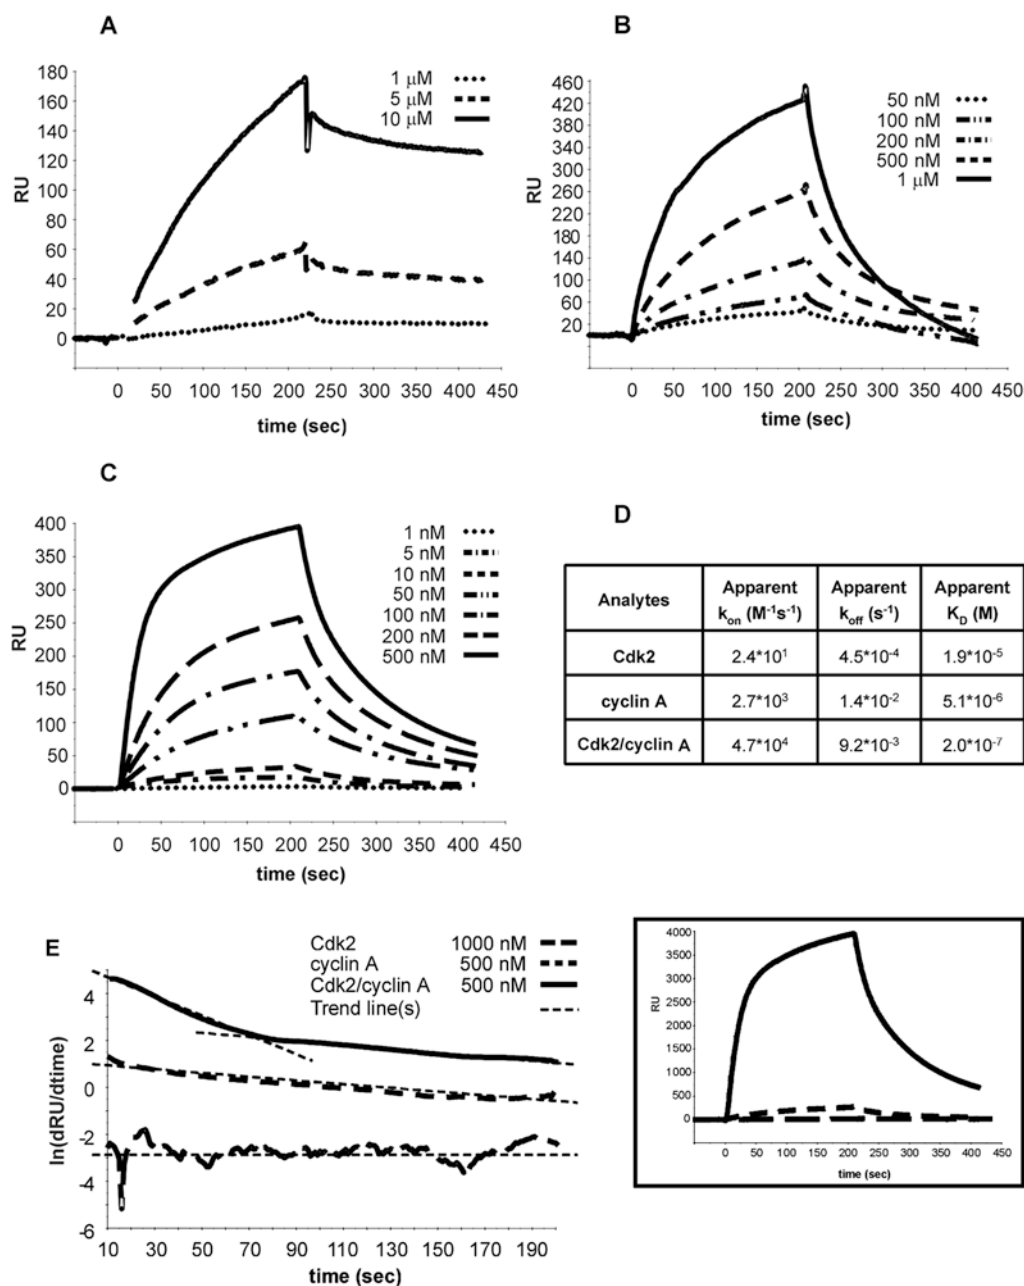 A
180
160
140
120
100
80
60
40
20
0
RU
1 µM
5 µM
10 µM
0 50 100 150 200 250 300 350 400 450
time (sec)
B
460
420
380
340
300
260
220
180
140
100
60
20
RU
50 nM
100 nM
200 nM
500 nM
1 µM
0 50 100 150 200 250 300 350 400 450
time (sec)
C
400
350
300
250
200
150
100
50
0
RU
1 nM
5 nM
10 nM
50 nM
100 nM
200 nM
500 nM
0 50 100 150 200 250 300 350 400 450
time (sec)
D
Analytes Apparent kon (M-1s-1) Apparent koff (s-1) Apparent KD (M)
Cdk2 2.4*10¹ 4.5*10-4 1.9*10-5
cyclin A 2.7*10³ 1.4*10-2 5.1*10-6
Cdk2/cyclin A 4.7*10⁴ 9.2*10-3 2.0*10-7
E
Cdk2 1000 nM
cyclin A 500 nM
Cdk2/cyclin A 500 nM
Trend line(s)
4
2
0
-2
-4
-6
ln(dRU/dtime)
10 30 50 70 90 110 130 150 170 190
time (sec)
4000
3500
3000
2500
2000
1500
1000
500
0
RU
0 50 100 150 200 250 300 350 400 450
time (sec)